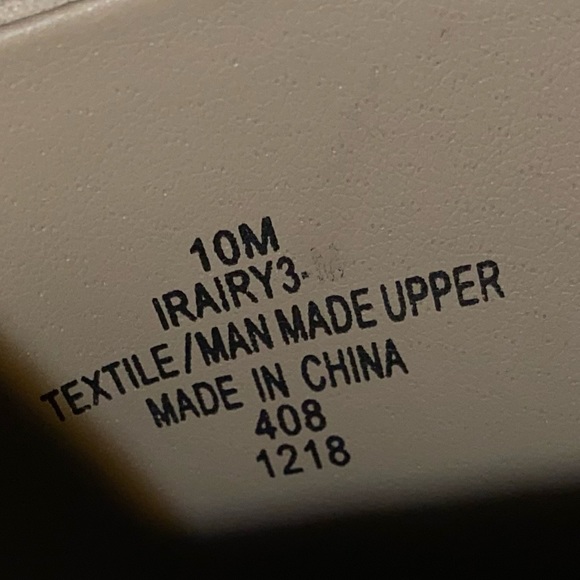 10M
IRAIRY3-
TEXTILE/MAN MADE UPPER
MADE IN CHINA
408
1218